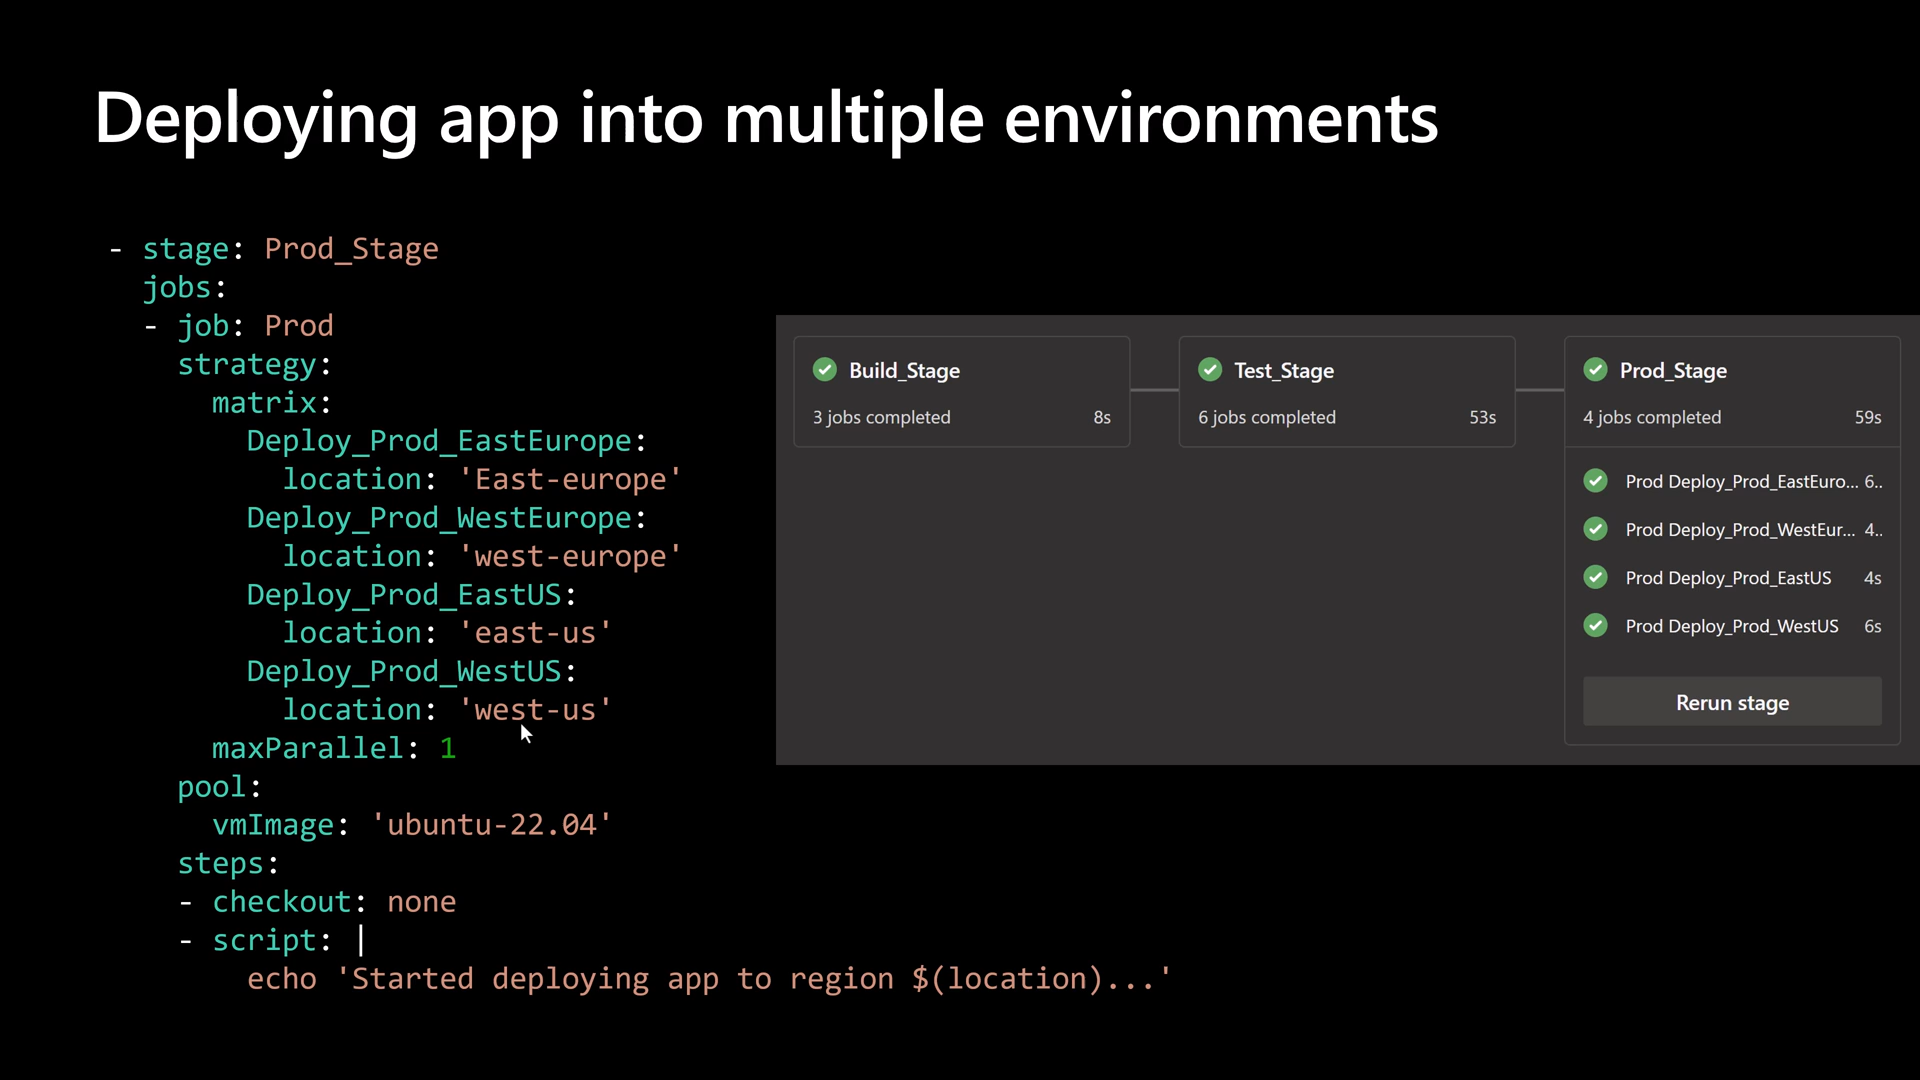 Deploying app into multiple environments
- stage: Prod_Stage
jobs:
- job: Prod
strategy:
matrix:
Deploy_Prod_EastEurope:
location: 'East-europe'
Deploy_Prod_WestEurope:
location: 'west-europe'
Deploy_Prod_EastUS:
location: 'east-us'
Deploy_Prod_WestUS:
location: 'west-us'
maxParallel: 1
pool:
vmImage: 'ubuntu-22.04'
steps:
- checkout: none
- script: |
echo 'Started deploying app to region $(location)...'
Build_Stage
3 jobs completed 8s
Test_Stage
6 jobs completed 53s
Prod_Stage
4 jobs completed 59s
Prod Deploy_Prod_EastEuro... 6..
Prod Deploy_Prod_WestEur... 4..
Prod Deploy_Prod_EastUS 4s
Prod Deploy_Prod_WestUS 6s
Rerun stage